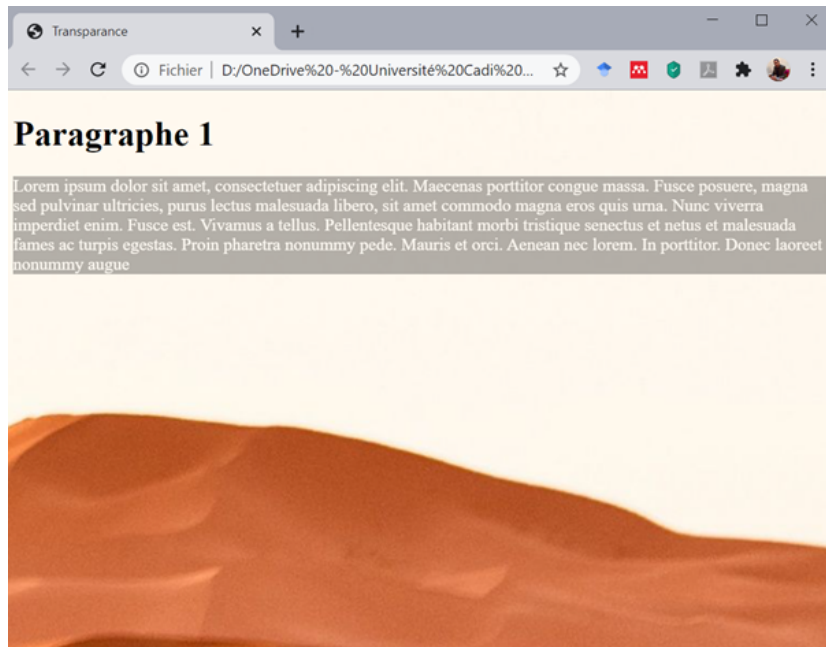 Transparance
Fichier | D:/OneDrive%20-%20Université%20Cadi%20...
Paragraphe 1
Lorem ipsum dolor sit amet, consectetuer adipiscing elit. Maecenas porttitor congue massa. Fusce posuere, magna
sed pulvinar ultricies, purus lectus malesuada libero, sit amet commodo magna eros quis urna. Nunc viverra
imperdiet enim. Fusce est. Vivamus a tellus. Pellentesque habitant morbi tristique senectus et netus et malesuada
fames ac turpis egestas. Proin pharetra nonummy pede. Mauris et orci. Aenean nec lorem. In porttitor. Donec laoreet
nonummy augue